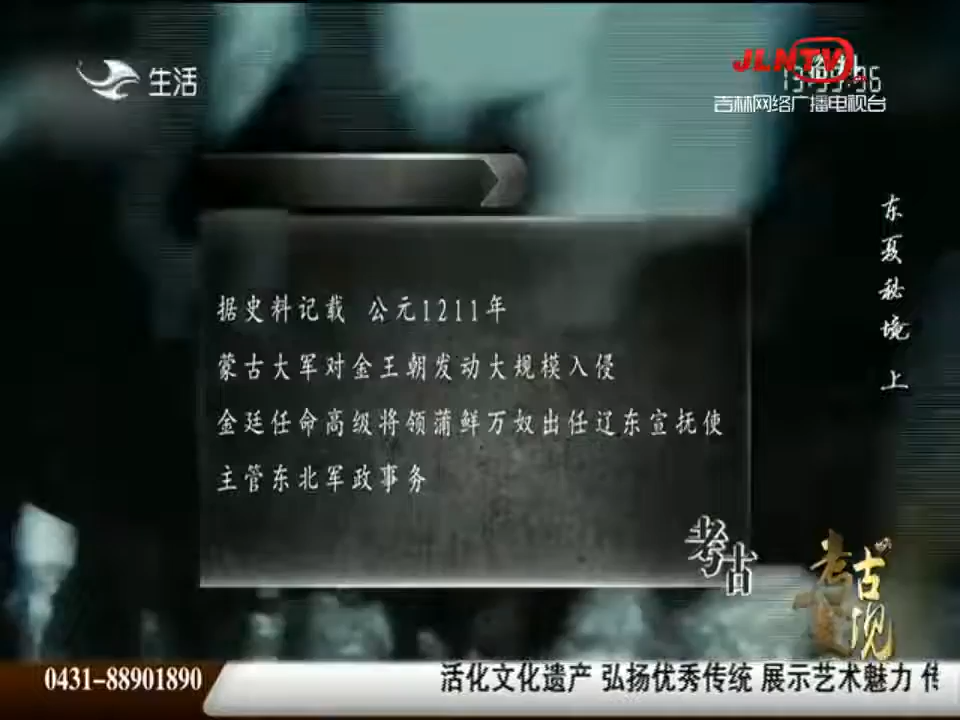 生活
JLNTV
吉林网络广播电视台
东夏秘境 上
据史料记载 公元1211年
蒙古大军对金王朝发动大规模入侵
金廷任命高级将领蒲鲜万奴出任辽东宣抚使
主管东北军政事务
考古
考古
现
0431-88901890
活化文化遗产 弘扬优秀传统 展示艺术魅力 传